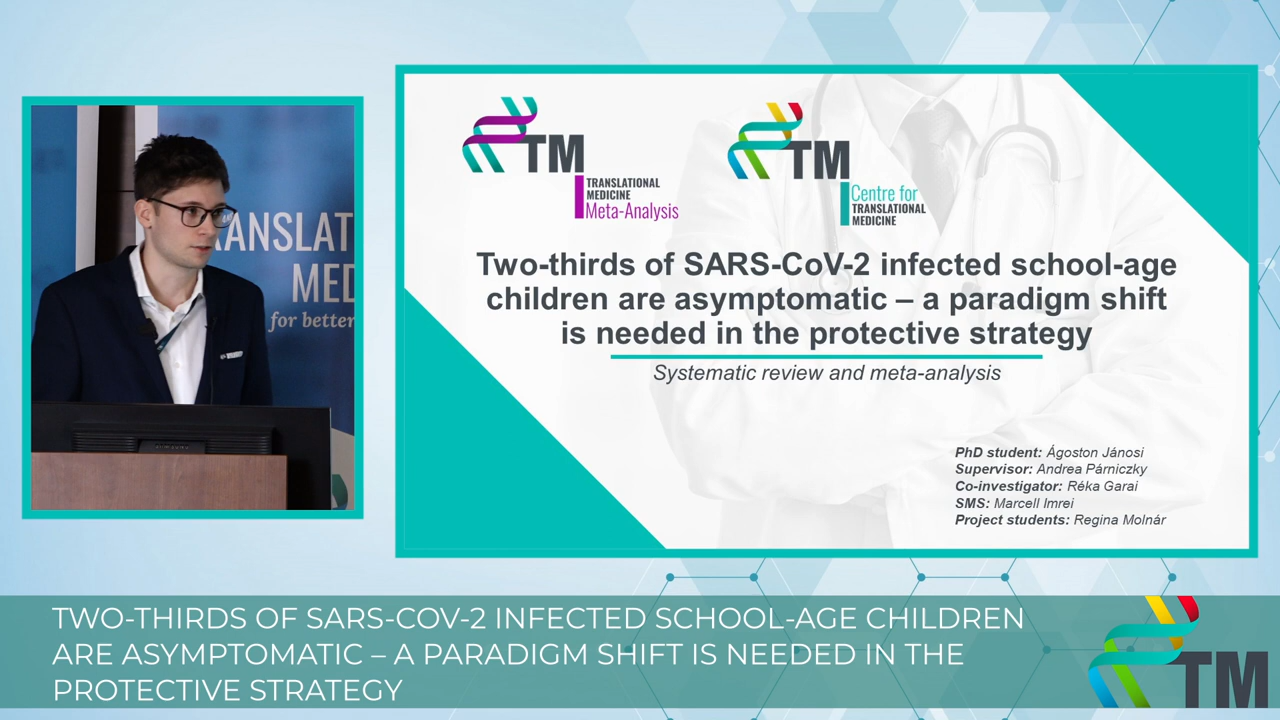 TRANSLAT
MED
for better
TM
TRANSLATIONAL
MEDICINE
Meta-Analysis
TM
Centre for
TRANSLATIONAL
MEDICINE
Two-thirds of SARS-CoV-2 infected school-age
children are asymptomatic – a paradigm shift
is needed in the protective strategy
Systematic review and meta-analysis
PhD student: Ágoston Jánosi
Supervisor: Andrea Párniczky
Co-investigator: Réka Garai
SMS: Marcell Imrei
Project students: Regina Molnár
TWO-THIRDS OF SARS-COV-2 INFECTED SCHOOL-AGE CHILDREN
ARE ASYMPTOMATIC – A PARADIGM SHIFT IS NEEDED IN THE
PROTECTIVE STRATEGY
TM